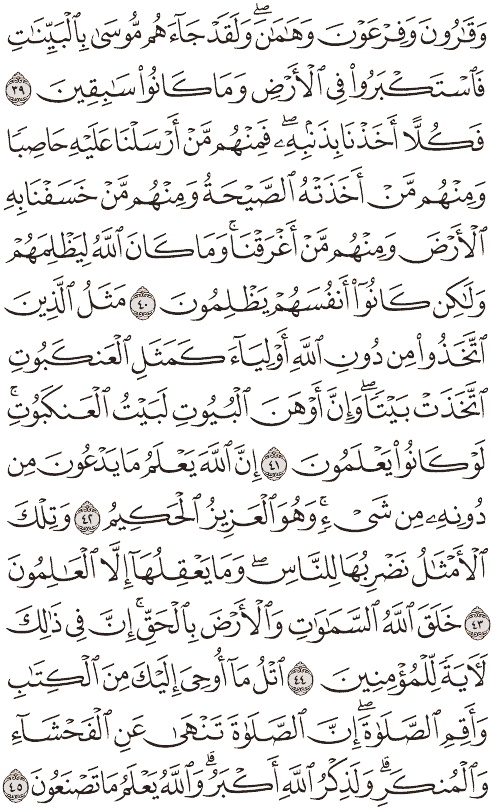 وَقَٰرُونَ وَفِرْعَوْنَ وَهَٰمَٰنَۖ وَلَقَدْ جَآءَهُم مُّوسَىٰ بِٱلْبَيِّنَٰتِ
فَٱسْتَكْبَرُوا۟ فِى ٱلْأَرْضِ وَمَا كَانُوا۟ سَٰبِقِينَ ٣٩
فَكُلًّا أَخَذْنَا بِذَنۢبِهِۦۖ فَمِنْهُم مَّنْ أَرْسَلْنَا عَلَيْهِ حَاصِبًا
وَمِنْهُم مَّنْ أَخَذَتْهُ ٱلصَّيْحَةُ وَمِنْهُم مَّنْ خَسَفْنَا بِهِ
ٱلْأَرْضَ وَمِنْهُم مَّنْ أَغْرَقْنَاۚ وَمَا كَانَ ٱللَّهُ لِيَظْلِمَهُمْ
وَلَٰكِن كَانُوٓا۟ أَنفُسَهُمْ يَظْلِمُونَ ٤٠ مَثَلُ ٱلَّذِينَ
ٱتَّخَذُوا۟ مِن دُونِ ٱللَّهِ أَوْلِيَآءَ كَمَثَلِ ٱلْعَنكَبُوتِ
ٱتَّخَذَتْ بَيْتًاۖ وَإِنَّ أَوْهَنَ ٱلْبُيُوتِ لَبَيْتُ ٱلْعَنكَبُوتِۚ
لَوْ كَانُوا۟ يَعْلَمُونَ ٤١ إِنَّ ٱللَّهَ يَعْلَمُ مَا يَدْعُونَ مِن
دُونِهِۦ مِن شَىْءٍۚ وَهُوَ ٱلْعَزِيزُ ٱلْحَكِيمُ ٤٢ وَتِلْكَ
ٱلْأَمْثَٰلُ نَضْرِبُهَا لِلنَّاسِۖ وَمَا يَعْقِلُهَآ إِلَّا ٱلْعَٰلِمُونَ
٤٣ خَلَقَ ٱللَّهُ ٱلسَّمَٰوَٰتِ وَٱلْأَرْضَ بِٱلْحَقِّۚ إِنَّ فِى ذَٰلِكَ
لَءَايَةً لِّلْمُؤْمِنِينَ ٤٤ ٱتْلُ مَآ أُوحِىَ إِلَيْكَ مِنَ ٱلْكِتَٰبِ
وَأَقِمِ ٱلصَّلَوٰةَۖ إِنَّ ٱلصَّلَوٰةَ تَنْهَىٰ عَنِ ٱلْفَحْشَآءِ
وَٱلْمُنكَرِۗ وَلَذِكْرُ ٱللَّهِ أَكْبَرُۗ وَٱللَّهُ يَعْلَمُ مَا تَصْنَعُونَ ٤٥